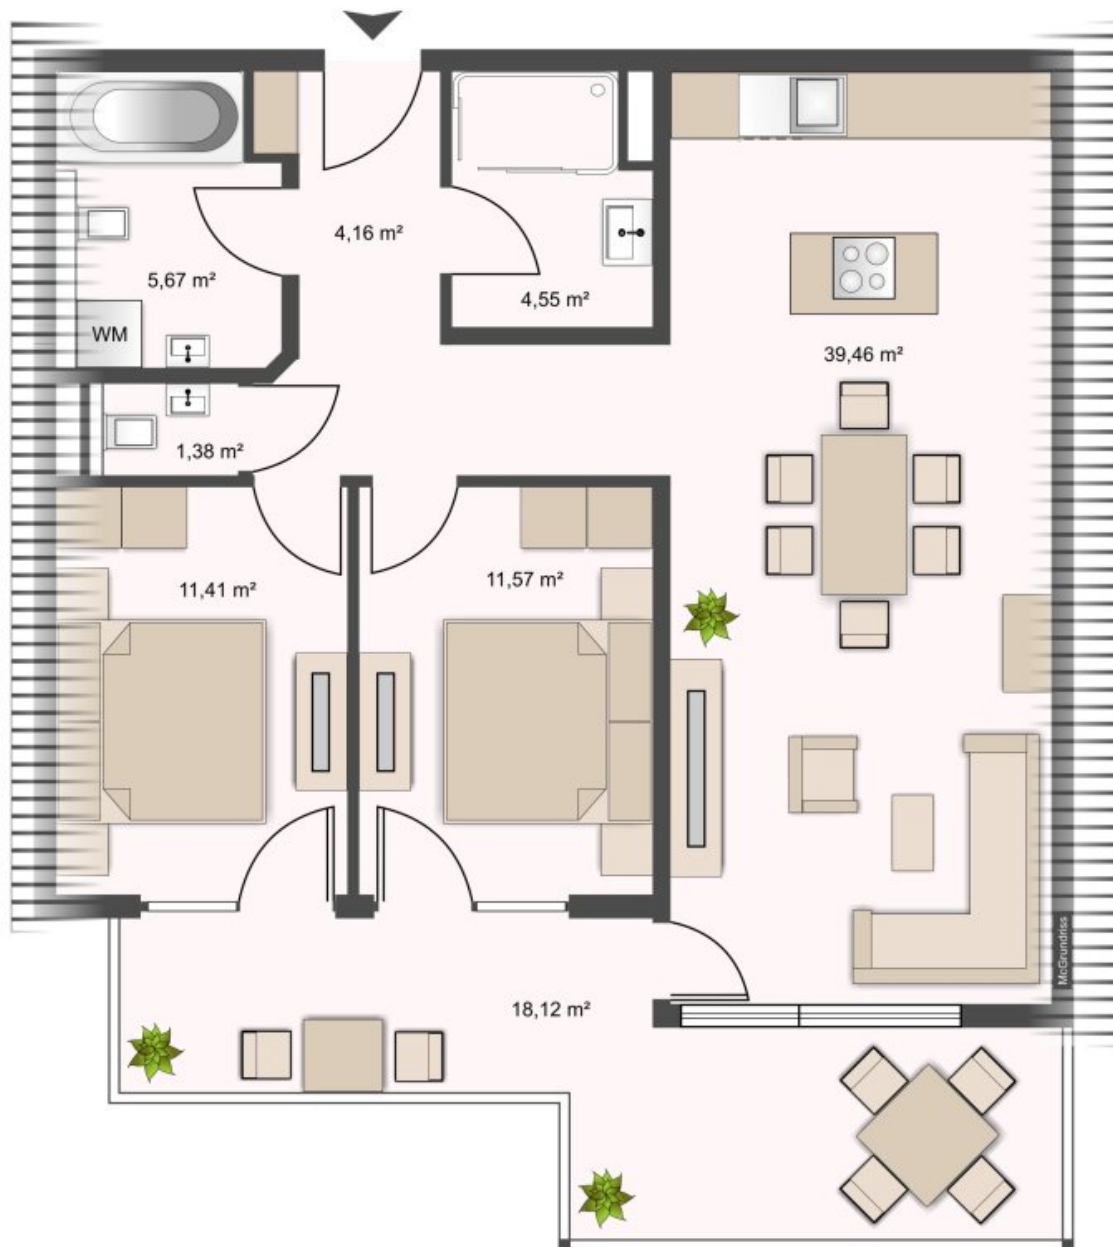 4,16 m²
5,67 m²
4,55 m²
WM
39,46 m²
1,38 m²
11,41 m²
11,57 m²
McGrundriss
18,12 m²